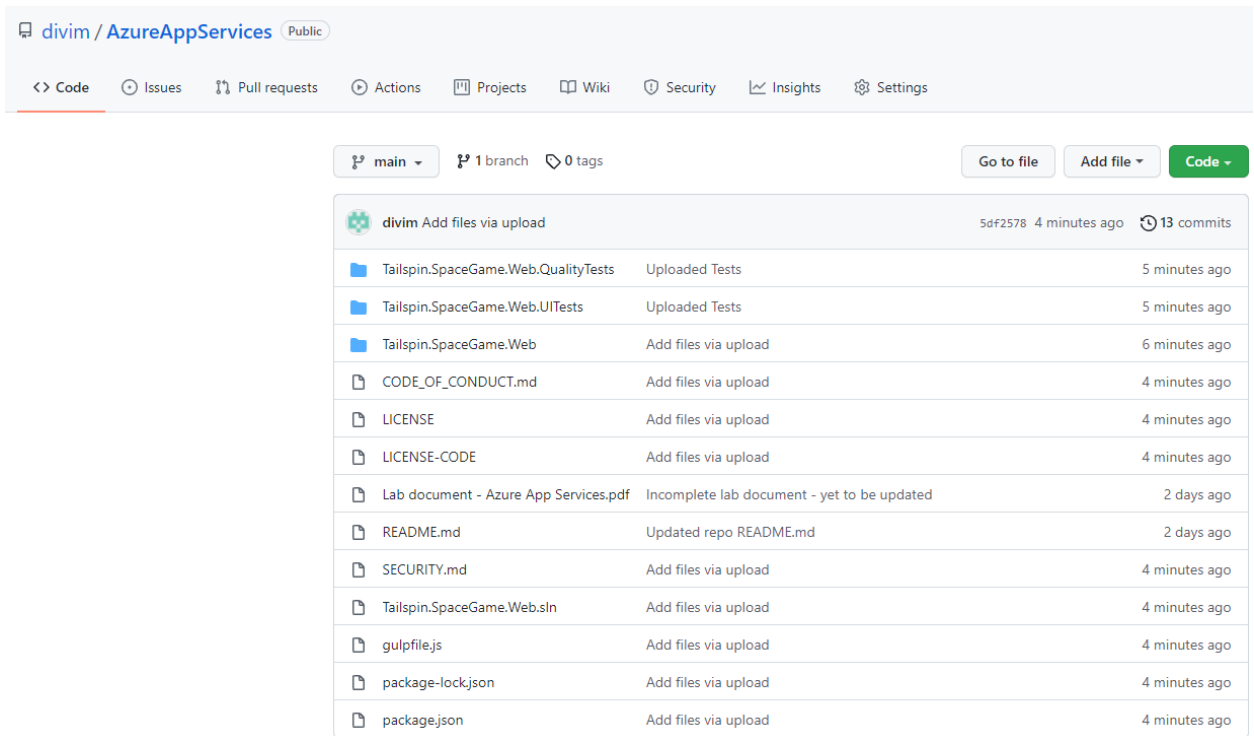 divim / AzureAppServices Public
Code Issues Pull requests Actions Projects Wiki Security Insights Settings
main 1 branch 0 tags Go to file Add file Code
divim Add files via upload 5df2578 4 minutes ago 13 commits
Tailspin.SpaceGame.Web.QualityTests Uploaded Tests 5 minutes ago
Tailspin.SpaceGame.Web.UITests Uploaded Tests 5 minutes ago
Tailspin.SpaceGame.Web Add files via upload 6 minutes ago
CODE_OF_CONDUCT.md Add files via upload 4 minutes ago
LICENSE Add files via upload 4 minutes ago
LICENSE-CODE Add files via upload 4 minutes ago
Lab document - Azure App Services.pdf Incomplete lab document - yet to be updated 2 days ago
README.md Updated repo README.md 2 days ago
SECURITY.md Add files via upload 4 minutes ago
Tailspin.SpaceGame.Web.sln Add files via upload 4 minutes ago
gulpfile.js Add files via upload 4 minutes ago
package-lock.json Add files via upload 4 minutes ago
package.json Add files via upload 4 minutes ago